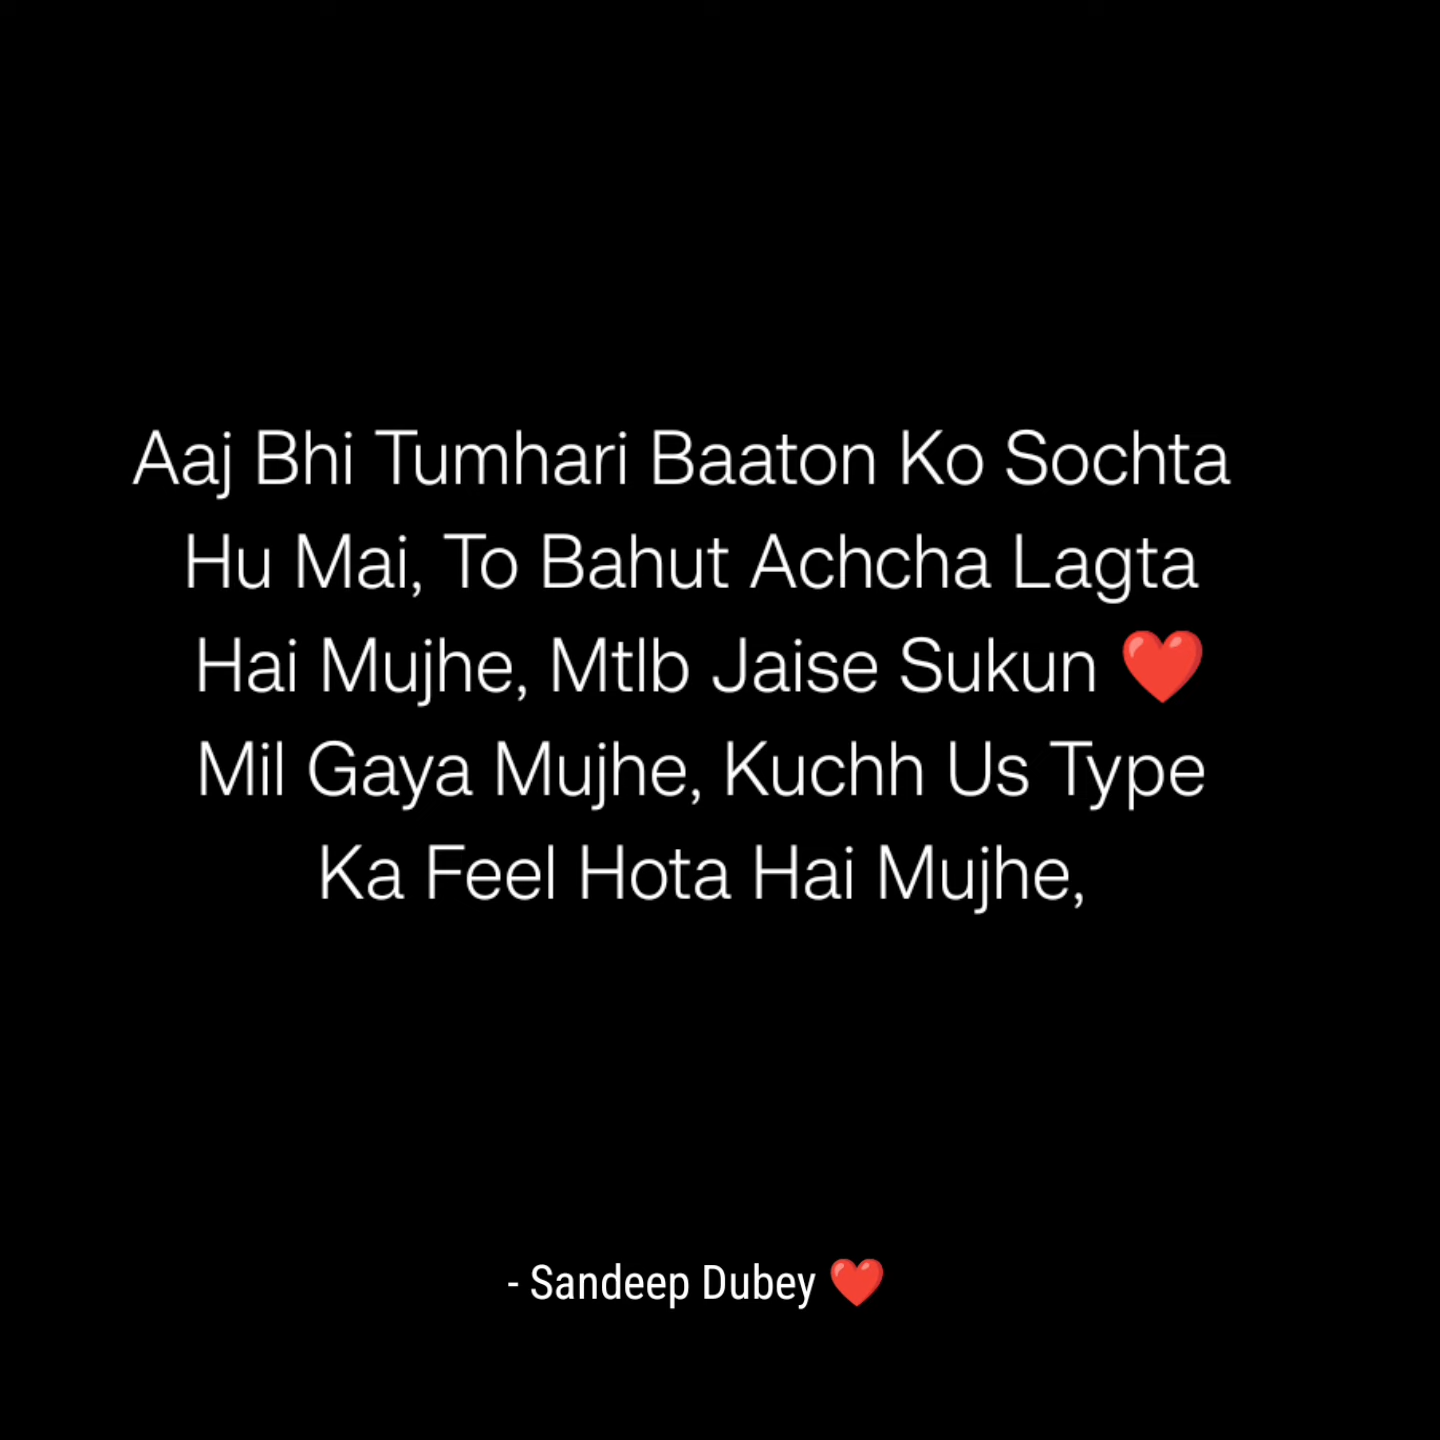 Aaj Bhi Tumhari Baaton Ko Sochta
Hu Mai, To Bahut Achcha Lagta
Hai Mujhe, Mtlb Jaise Sukun ❤️
Mil Gaya Mujhe, Kuchh Us Type
Ka Feel Hota Hai Mujhe,
- Sandeep Dubey ❤️